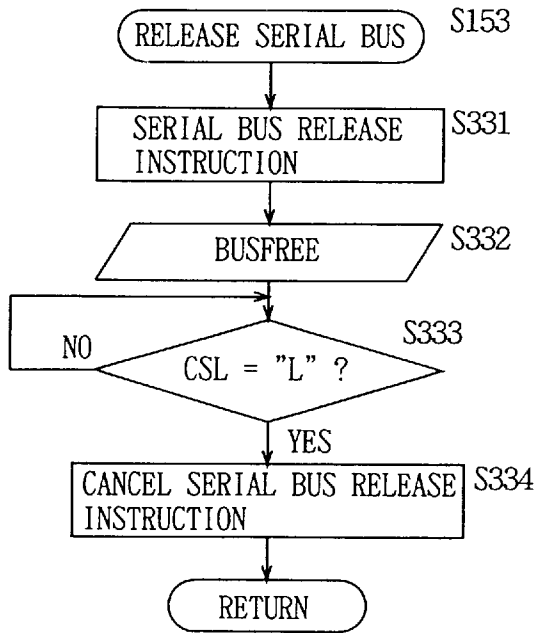 RELEASE SERIAL BUS
S153
SERIAL BUS RELEASE
INSTRUCTION
S331
BUSFREE
S332
S333
NO
CSL = "L" ?
YES
CANCEL SERIAL BUS RELEASE
INSTRUCTION
S334
RETURN